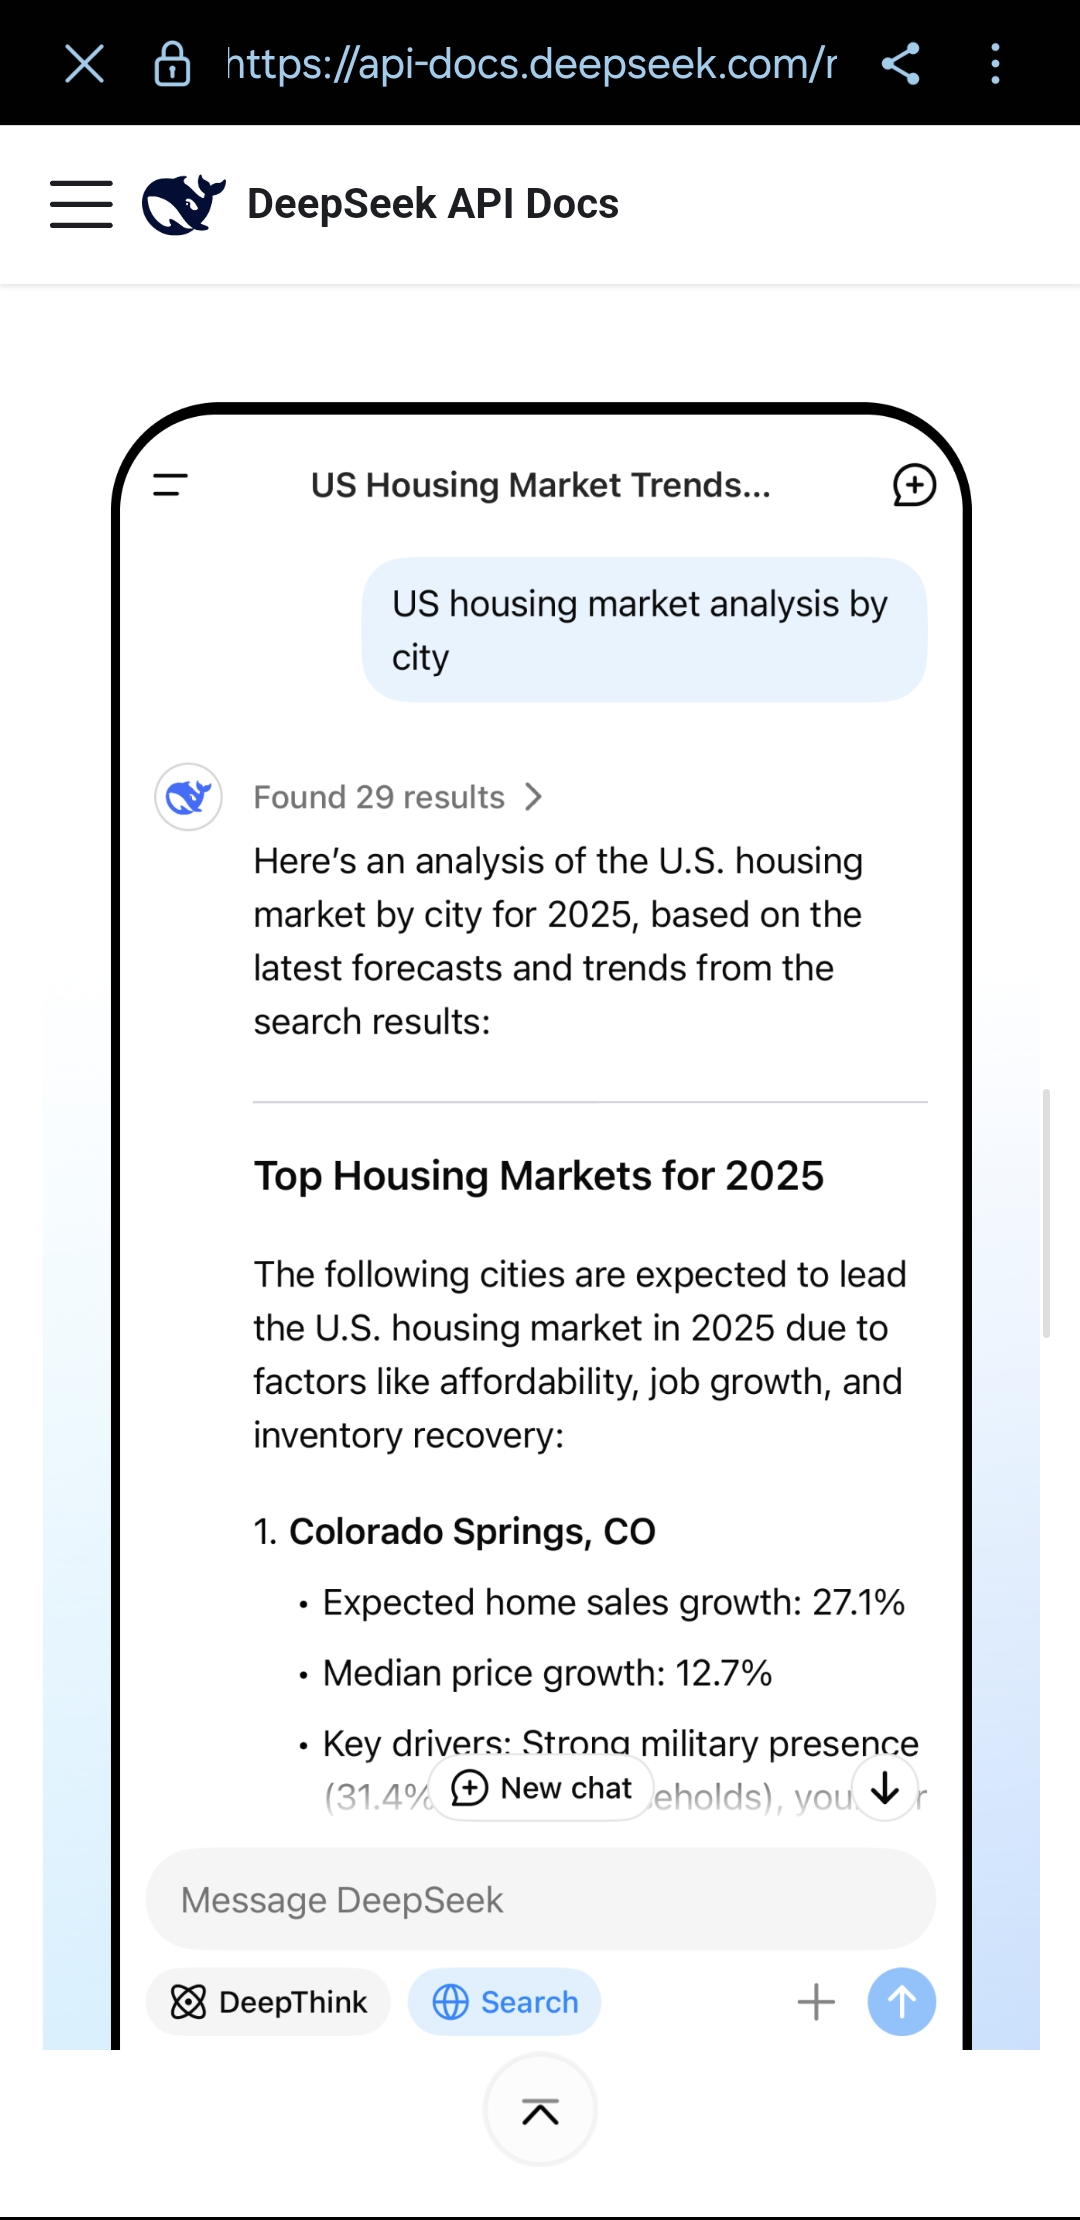 https://api-docs.deepseek.com/r
DeepSeek API Docs
US Housing Market Trends...
US housing market analysis by
city
Found 29 results
Here’s an analysis of the U.S. housing
market by city for 2025, based on the
latest forecasts and trends from the
search results:
Top Housing Markets for 2025
The following cities are expected to lead
the U.S. housing market in 2025 due to
factors like affordability, job growth, and
inventory recovery:
1. Colorado Springs, CO
• Expected home sales growth: 27.1%
• Median price growth: 12.7%
• Key drivers: Strong military presence
(31.4%
New chat
Message DeepSeek
DeepThink
Search